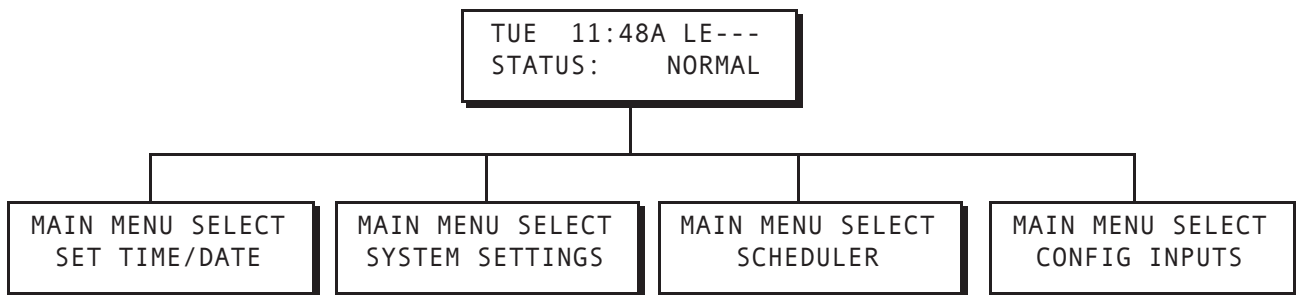 TUE  11:48A LE---
STATUS:    NORMAL
MAIN MENU SELECT
SET TIME/DATE
MAIN MENU SELECT
SYSTEM SETTINGS
MAIN MENU SELECT
SCHEDULER
MAIN MENU SELECT
CONFIG INPUTS